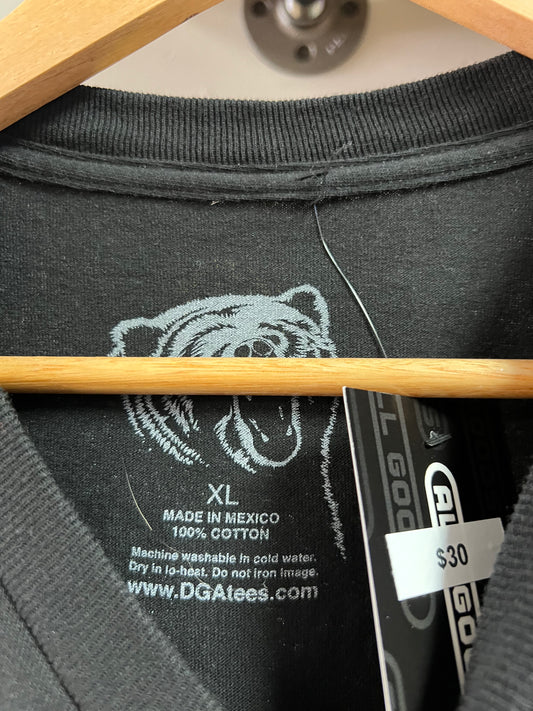 XL
MADE IN MEXICO
100% COTTON
Machine washable in cold water.
Dry in lo-heat. Do not iron image.
www.DGAtees.com
$30